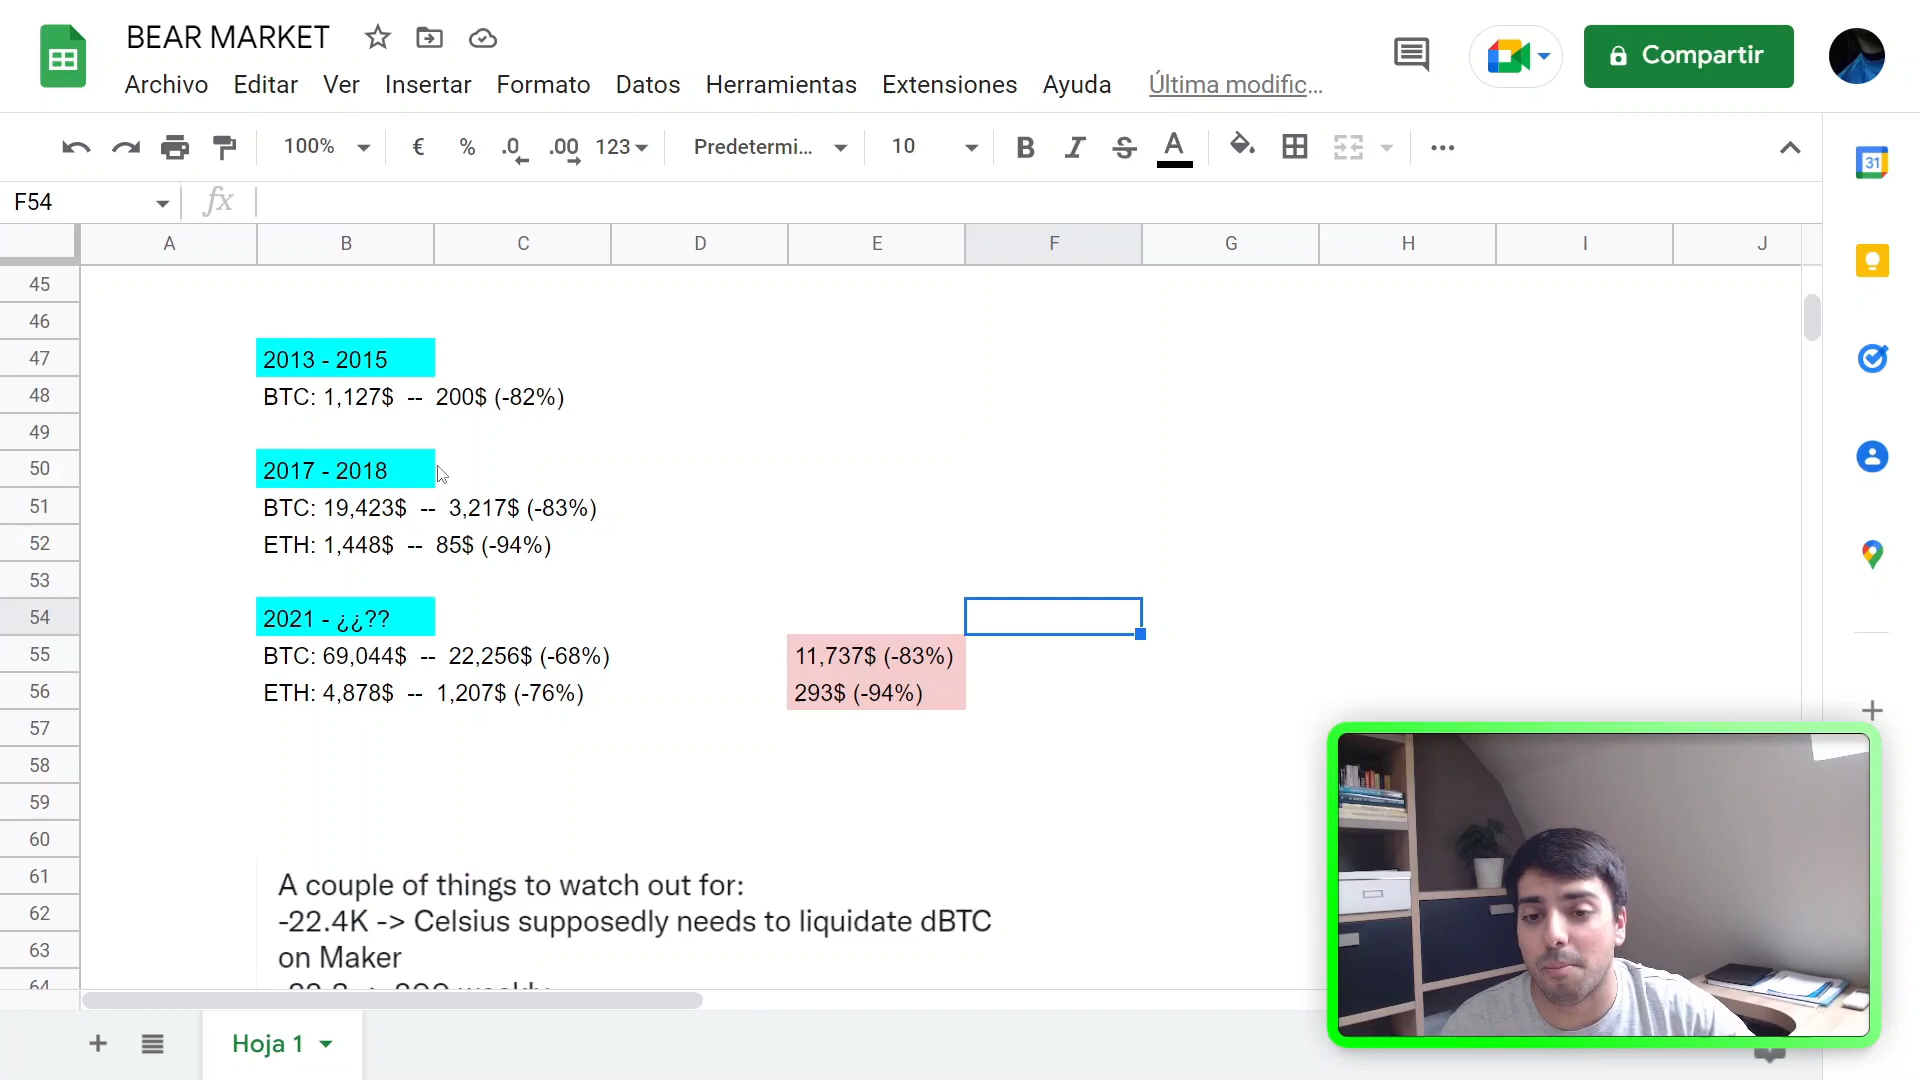 BEAR MARKET
Archivo Editar Ver Insertar Formato Datos Herramientas Extensiones Ayuda Última modific...
Compartir
100% € % .0 .00 123 Predetermi... 10 B I S A
31
F54 fx
A B C D E F G H I J
45
46
47 2013 - 2015
48 BTC: 1,127$ -- 200$ (-82%)
49
50 2017 - 2018
51 BTC: 19,423$ -- 3,217$ (-83%)
52 ETH: 1,448$ -- 85$ (-94%)
53
54 2021 - ¿¿??
55 BTC: 69,044$ -- 22,256$ (-68%) 11,737$ (-83%)
56 ETH: 4,878$ -- 1,207$ (-76%) 293$ (-94%)
57
58
59
60
61 A couple of things to watch out for:
62 -22.4K -> Celsius supposedly needs to liquidate dBTC
63 on Maker
64
Hoja 1